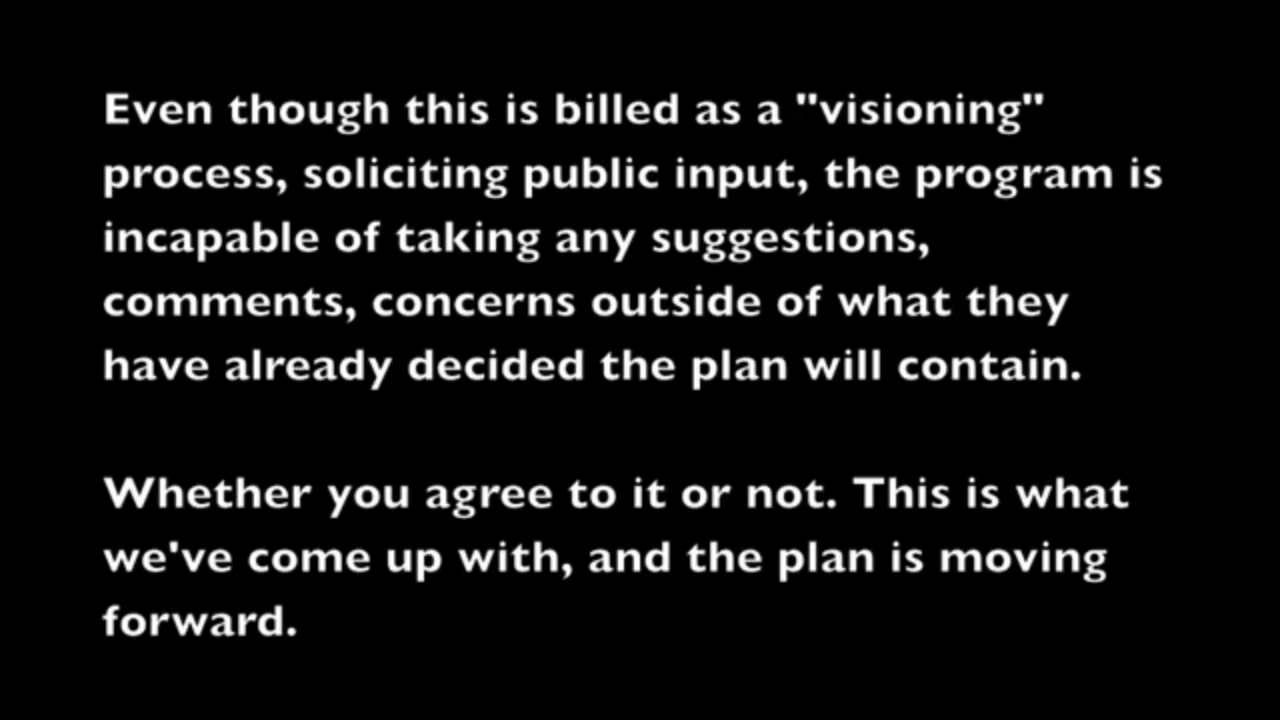 Even though this is billed as a "visioning"
process, soliciting public input, the program is
incapable of taking any suggestions,
comments, concerns outside of what they
have already decided the plan will contain.
Whether you agree to it or not. This is what
we've come up with, and the plan is moving
forward.